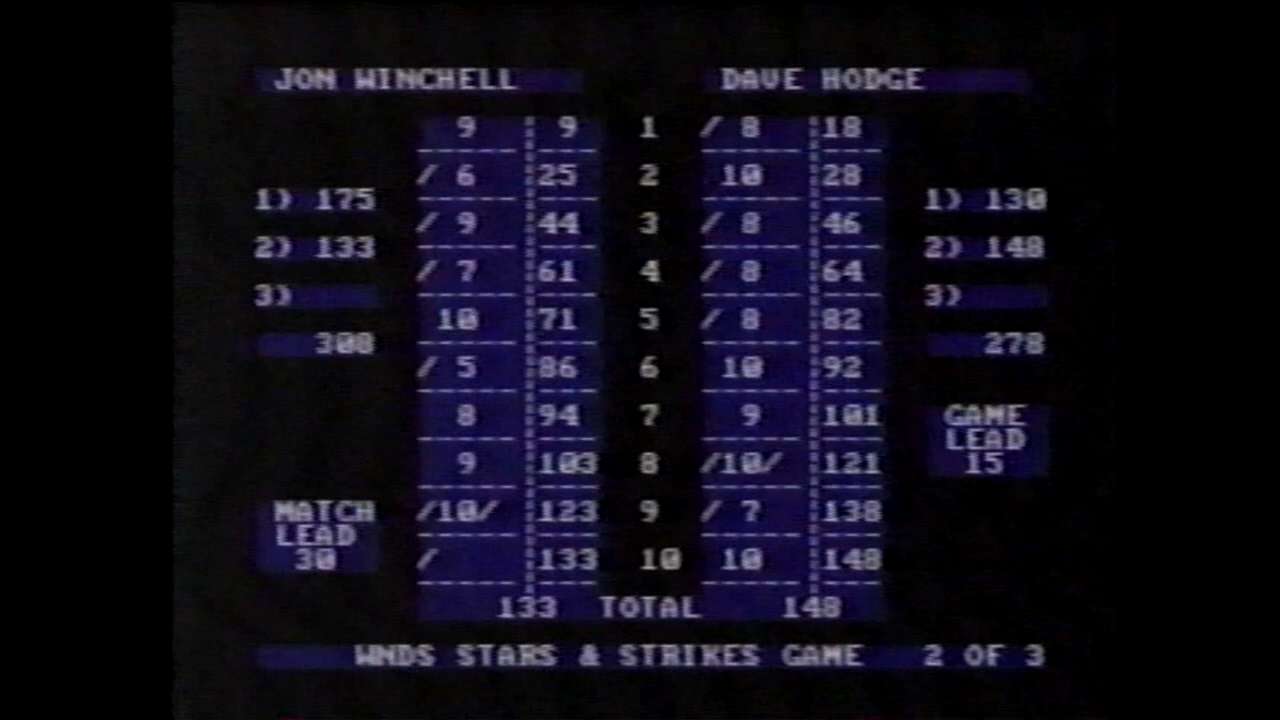 JON WINCHELL DAVE HODGE
9 9 1 / 8 18
/ 6 25 2 10 28
1) 175 1) 130
/ 9 44 3 / 8 46
2) 133 2) 148
/ 7 61 4 / 8 64
3) 3)
10 71 5 / 8 82
308 278
/ 5 86 6 10 92
8 94 7 9 101 GAME
LEAD
9 103 8 /10/ 121 15
MATCH /10/ 123 9 / 7 138
LEAD
30 / 133 10 10 148
133 TOTAL 148
WNDS STARS & STRIKES GAME 2 OF 3